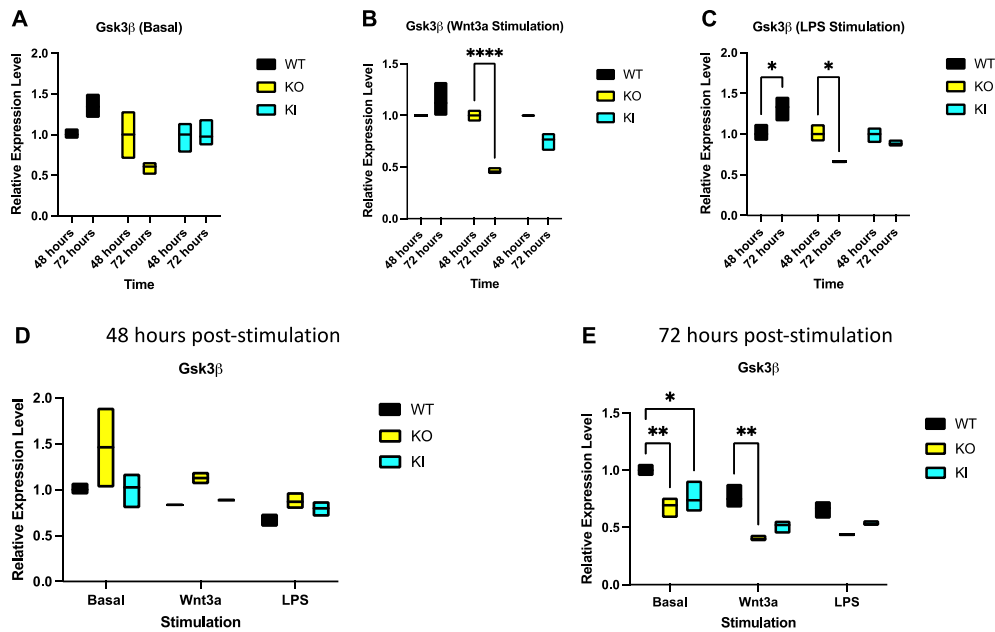 A
Gsk3β (Basal)
2.0
1.5
1.0
0.5
0.0
Relative Expression Level
48 hours
72 hours
48 hours
72 hours
48 hours
72 hours
Time
WT
KO
KI
B
Gsk3β (Wnt3a Stimulation)
****
1.5
1.0
0.5
0.0
Relative Expression Level
48 hours
72 hours
48 hours
72 hours
48 hours
72 hours
Time
WT
KO
KI
C
Gsk3β (LPS Stimulation)
* *
2.0
1.5
1.0
0.5
0.0
Relative Expression Level
48 hours
72 hours
48 hours
72 hours
48 hours
72 hours
Time
WT
KO
KI
D
48 hours post-stimulation
Gsk3β
2.0
1.5
1.0
0.5
0.0
Relative Expression Level
Basal Wnt3a LPS
Stimulation
WT
KO
KI
E
72 hours post-stimulation
Gsk3β
*
** **
1.5
1.0
0.5
0.0
Relative Expression Level
Basal Wnt3a LPS
Stimulation
WT
KO
KI